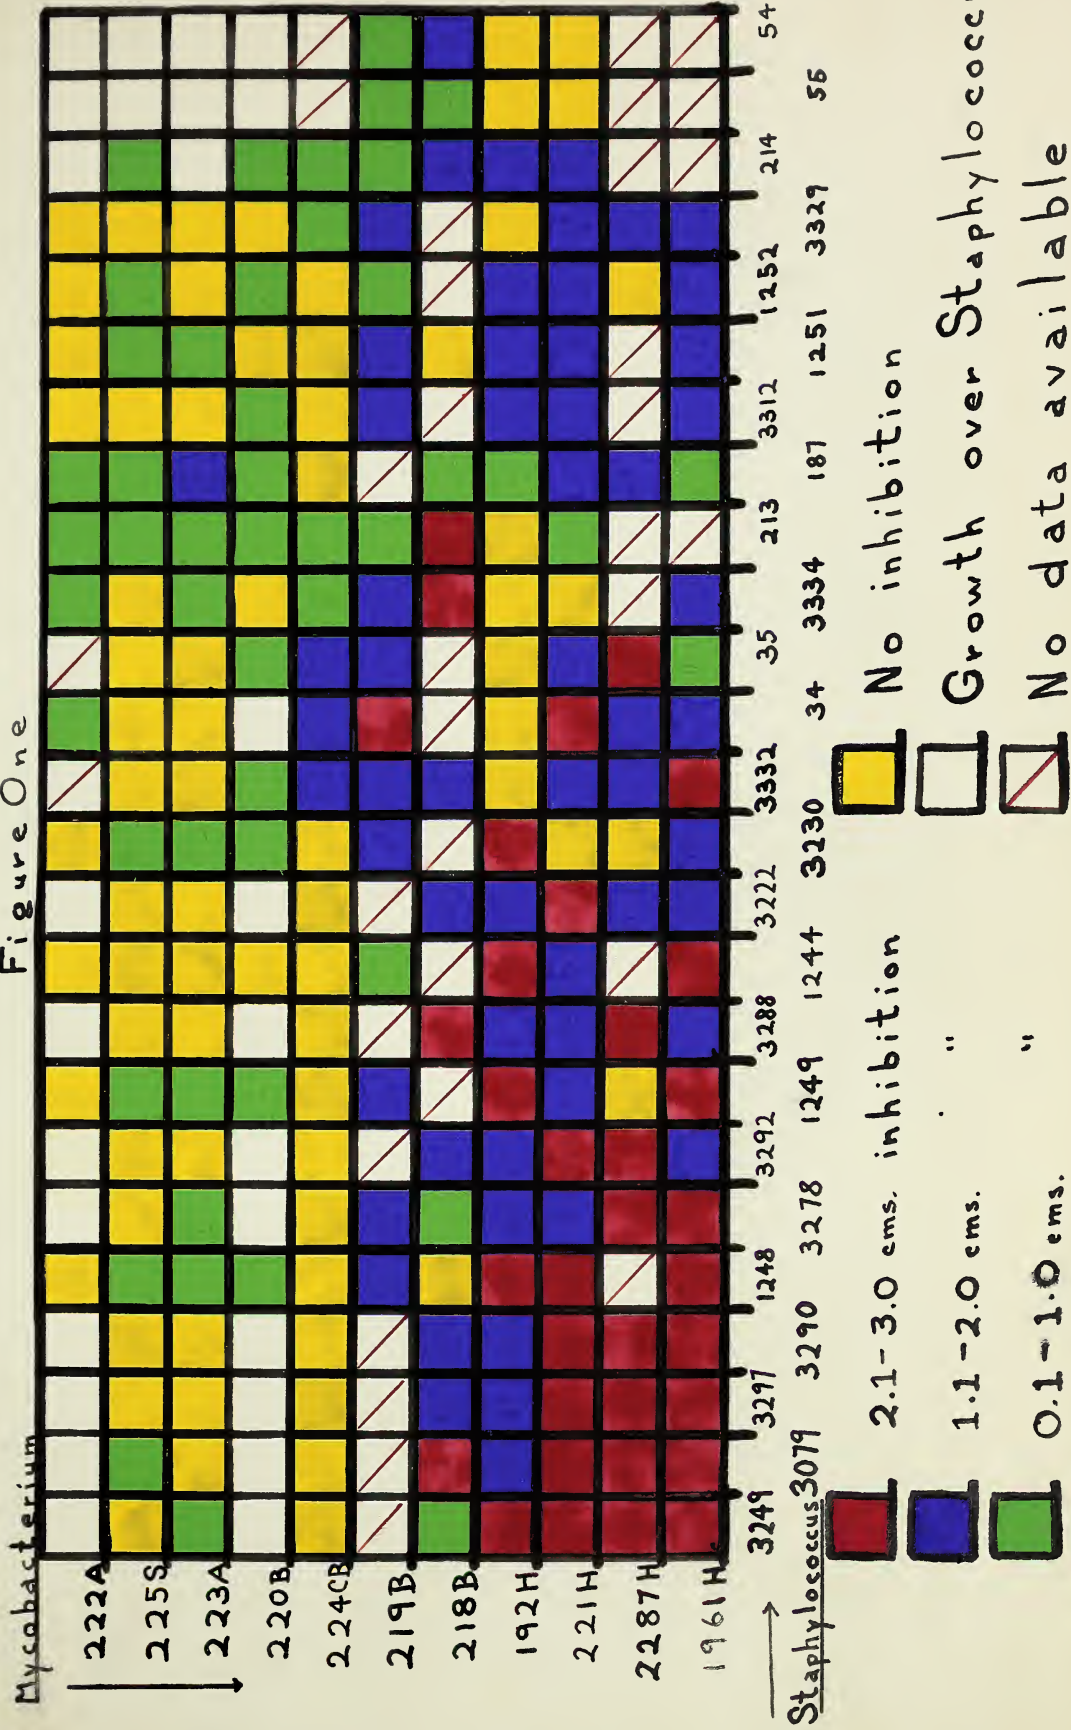 Figure One
Mycobacterium
222A
225S
223A
220B
224CB
219B
218B
192H
221H
2287H
1961H
Staphylococcus
3249
3079
3297
3290
1248
3278
3292
1249
3288
1244
3222
3230
3332
34
35
3334
213
187
3312
1251
1252
3329
214
55
54
2.1-3.0 cms. inhibition
1.1-2.0 cms. "
0.1-1.0 cms. "
No inhibition
Growth over Staphylococc
No data available